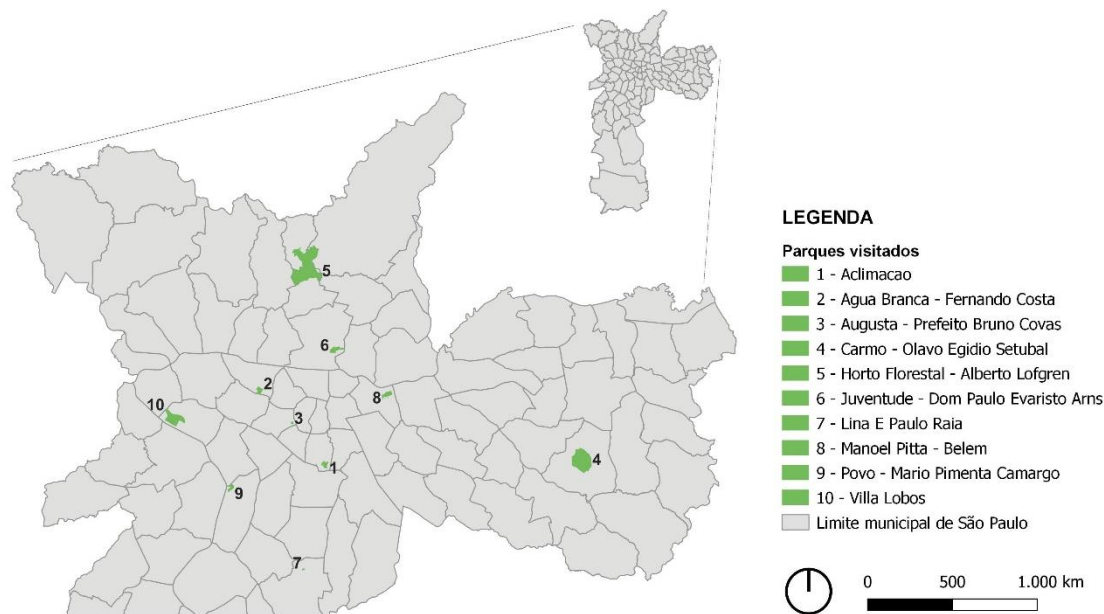 5
6
2
10
8
3
1
4
9
7
LEGENDA
Parques visitados
1 - Aclimacao
2 - Agua Branca - Fernando Costa
3 - Augusta - Prefeito Bruno Covas
4 - Carmo - Olavo Egidio Setubal
5 - Horto Florestal - Alberto Lofgren
6 - Juventude - Dom Paulo Evaristo Arns
7 - Lina E Paulo Raia
8 - Manoel Pitta - Belem
9 - Povo - Mario Pimenta Camargo
10 - Villa Lobos
Limite municipal de São Paulo
0 500 1.000 km